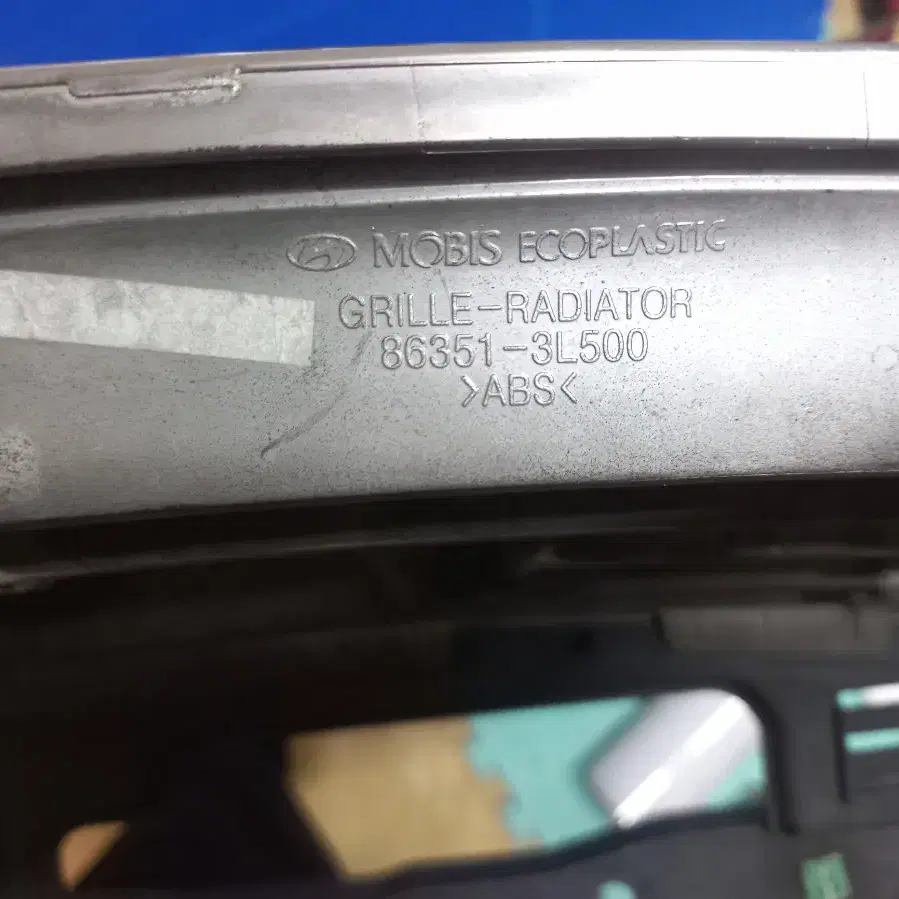 MOBIS ECOPLASTIC
GRILLE-RADIATOR
86351-3L500
>ABS<